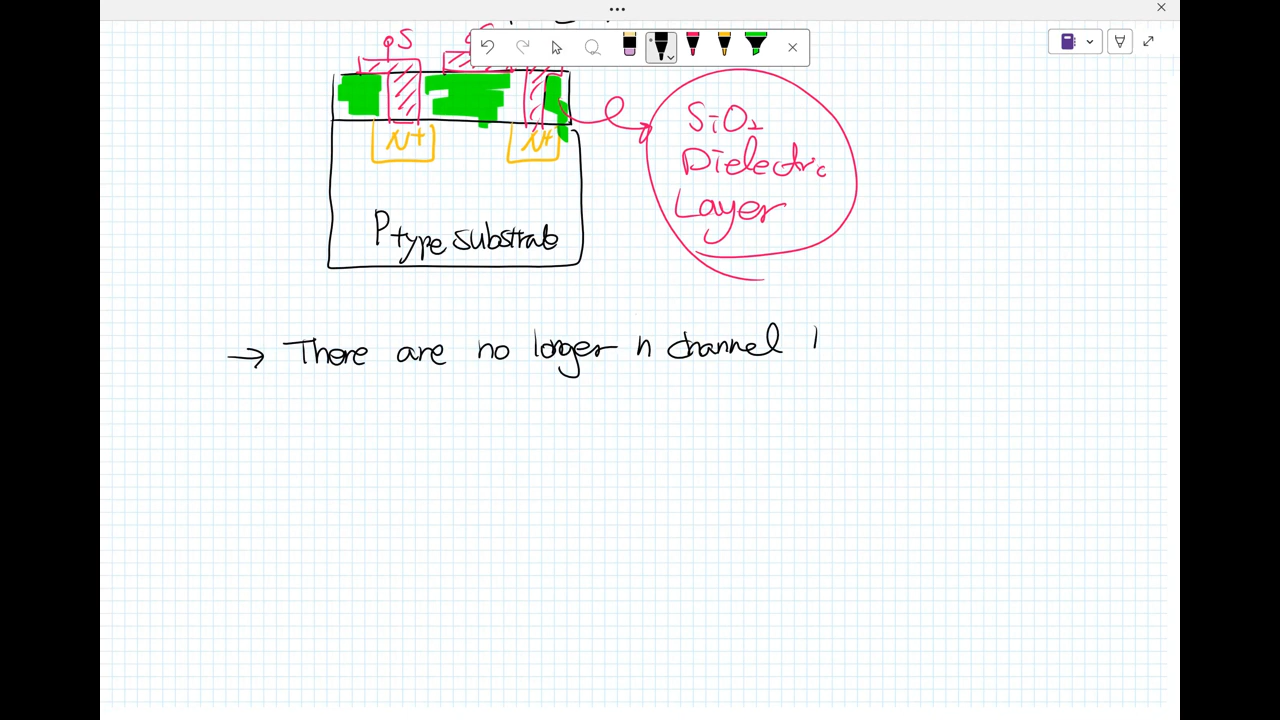 S
N+ N+
SiO2
Dielectric
Layer
P type substrate
→ There are no longer n channel